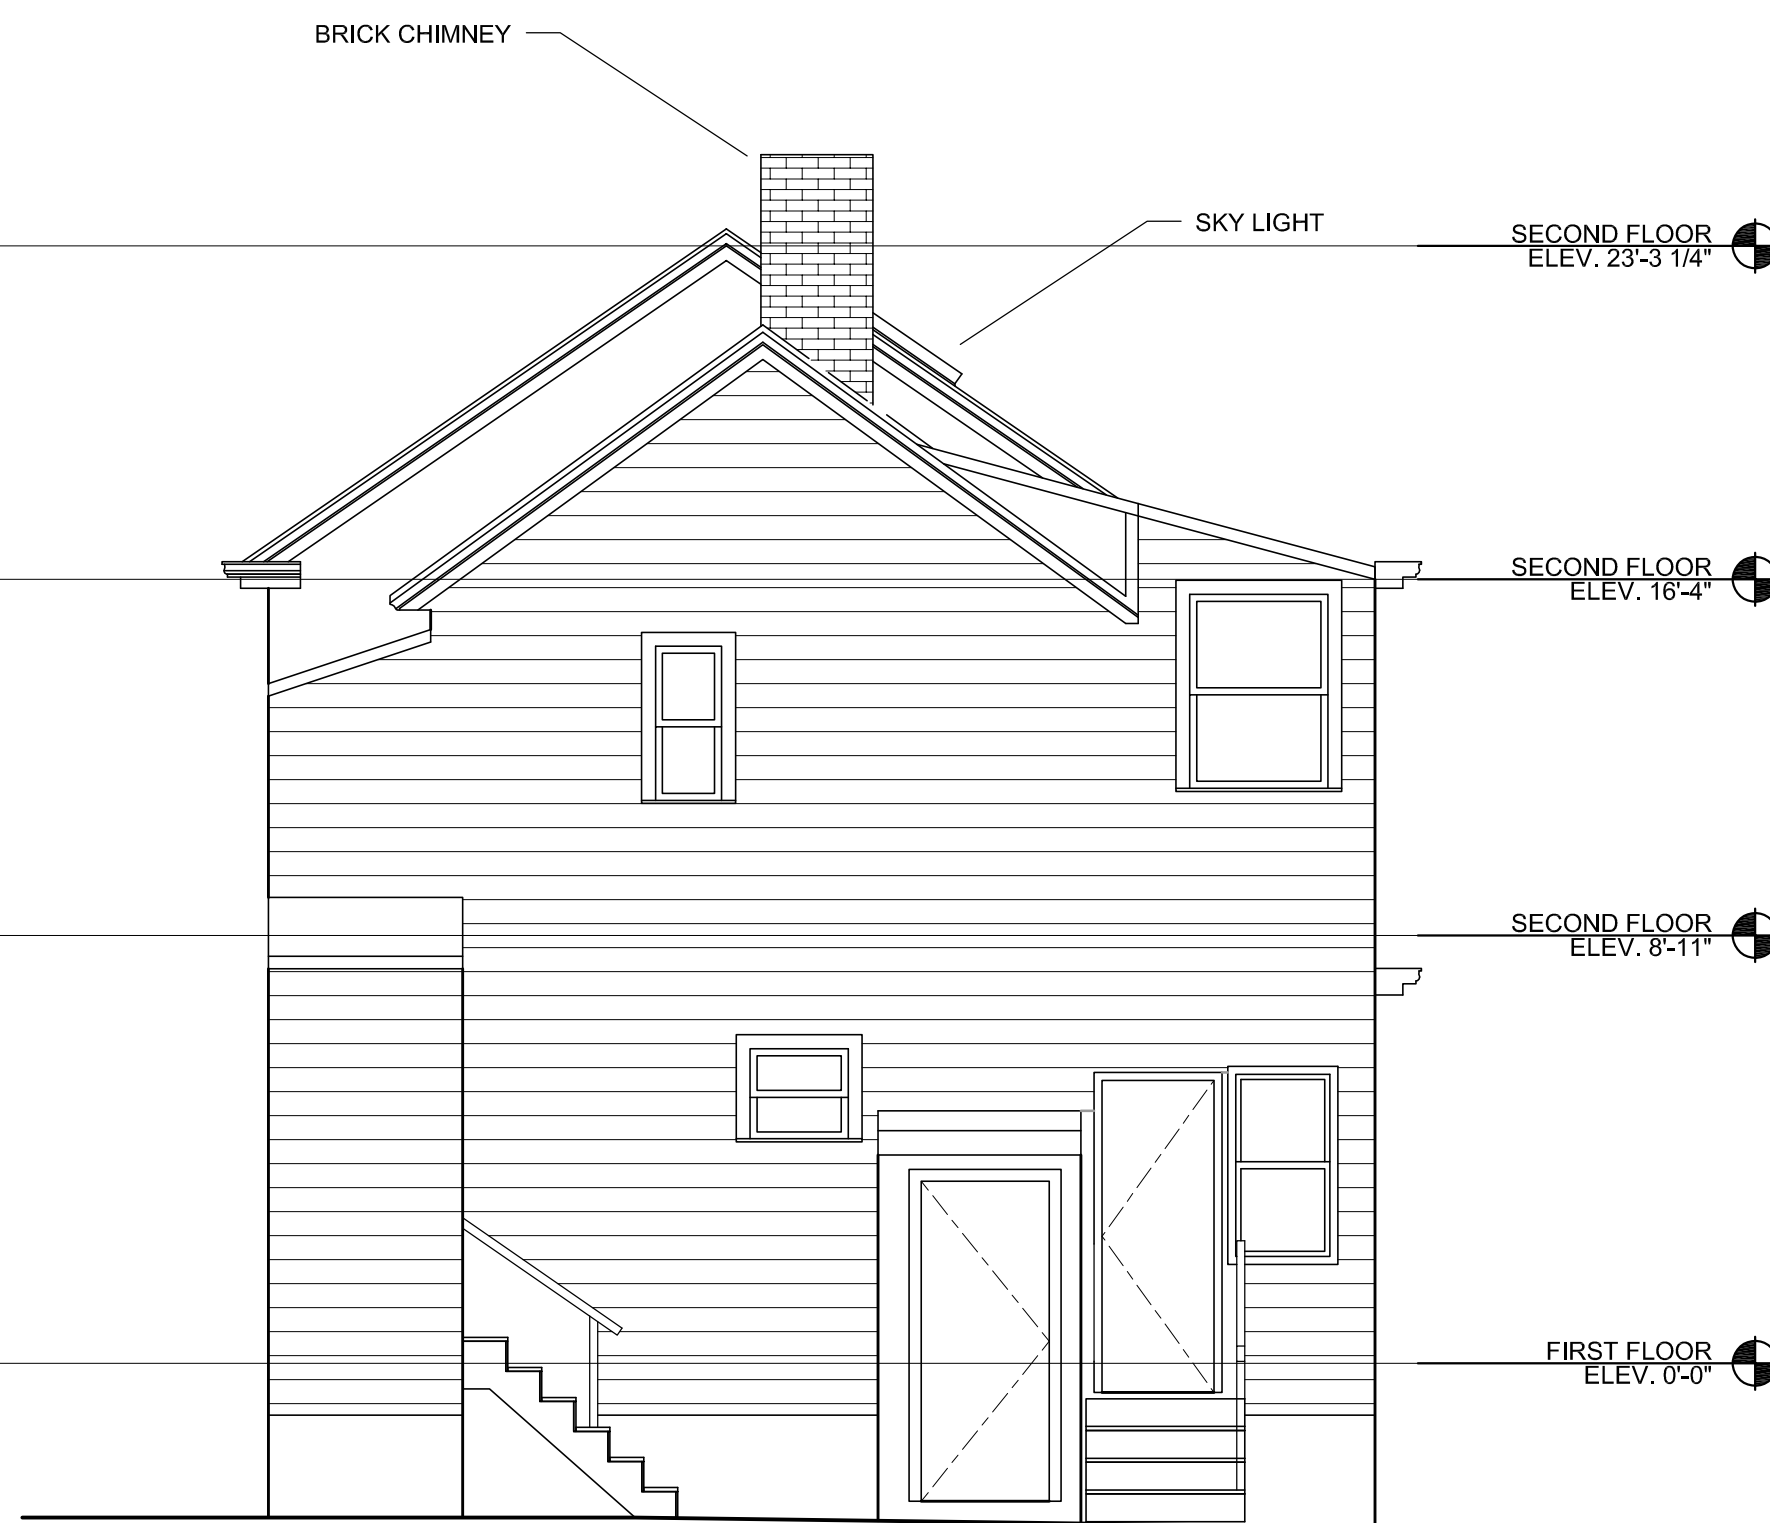 BRICK CHIMNEY
SKY LIGHT
SECOND FLOOR
ELEV. 23'-3 1/4"
SECOND FLOOR
ELEV. 16'-4"
SECOND FLOOR
ELEV. 8'-11"
FIRST FLOOR
ELEV. 0'-0"